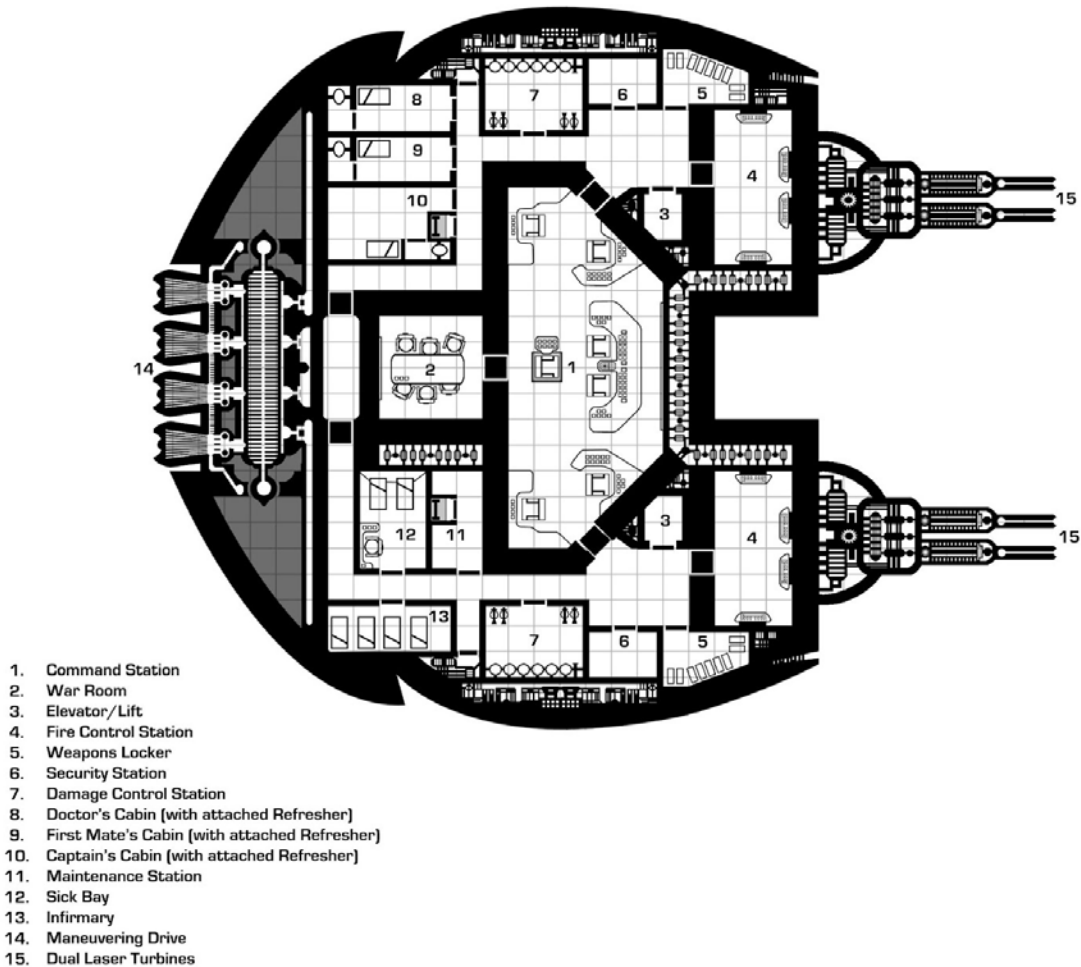 7
6
5
8
9
4
15
10
3
14
2
1
3
4
15
12
11
13
7
6
5
1. Command Station
2. War Room
3. Elevator/Lift
4. Fire Control Station
5. Weapons Locker
6. Security Station
7. Damage Control Station
8. Doctor's Cabin (with attached Refresher)
9. First Mate's Cabin (with attached Refresher)
10. Captain's Cabin (with attached Refresher)
11. Maintenance Station
12. Sick Bay
13. Infirmary
14. Maneuvering Drive
15. Dual Laser Turbines